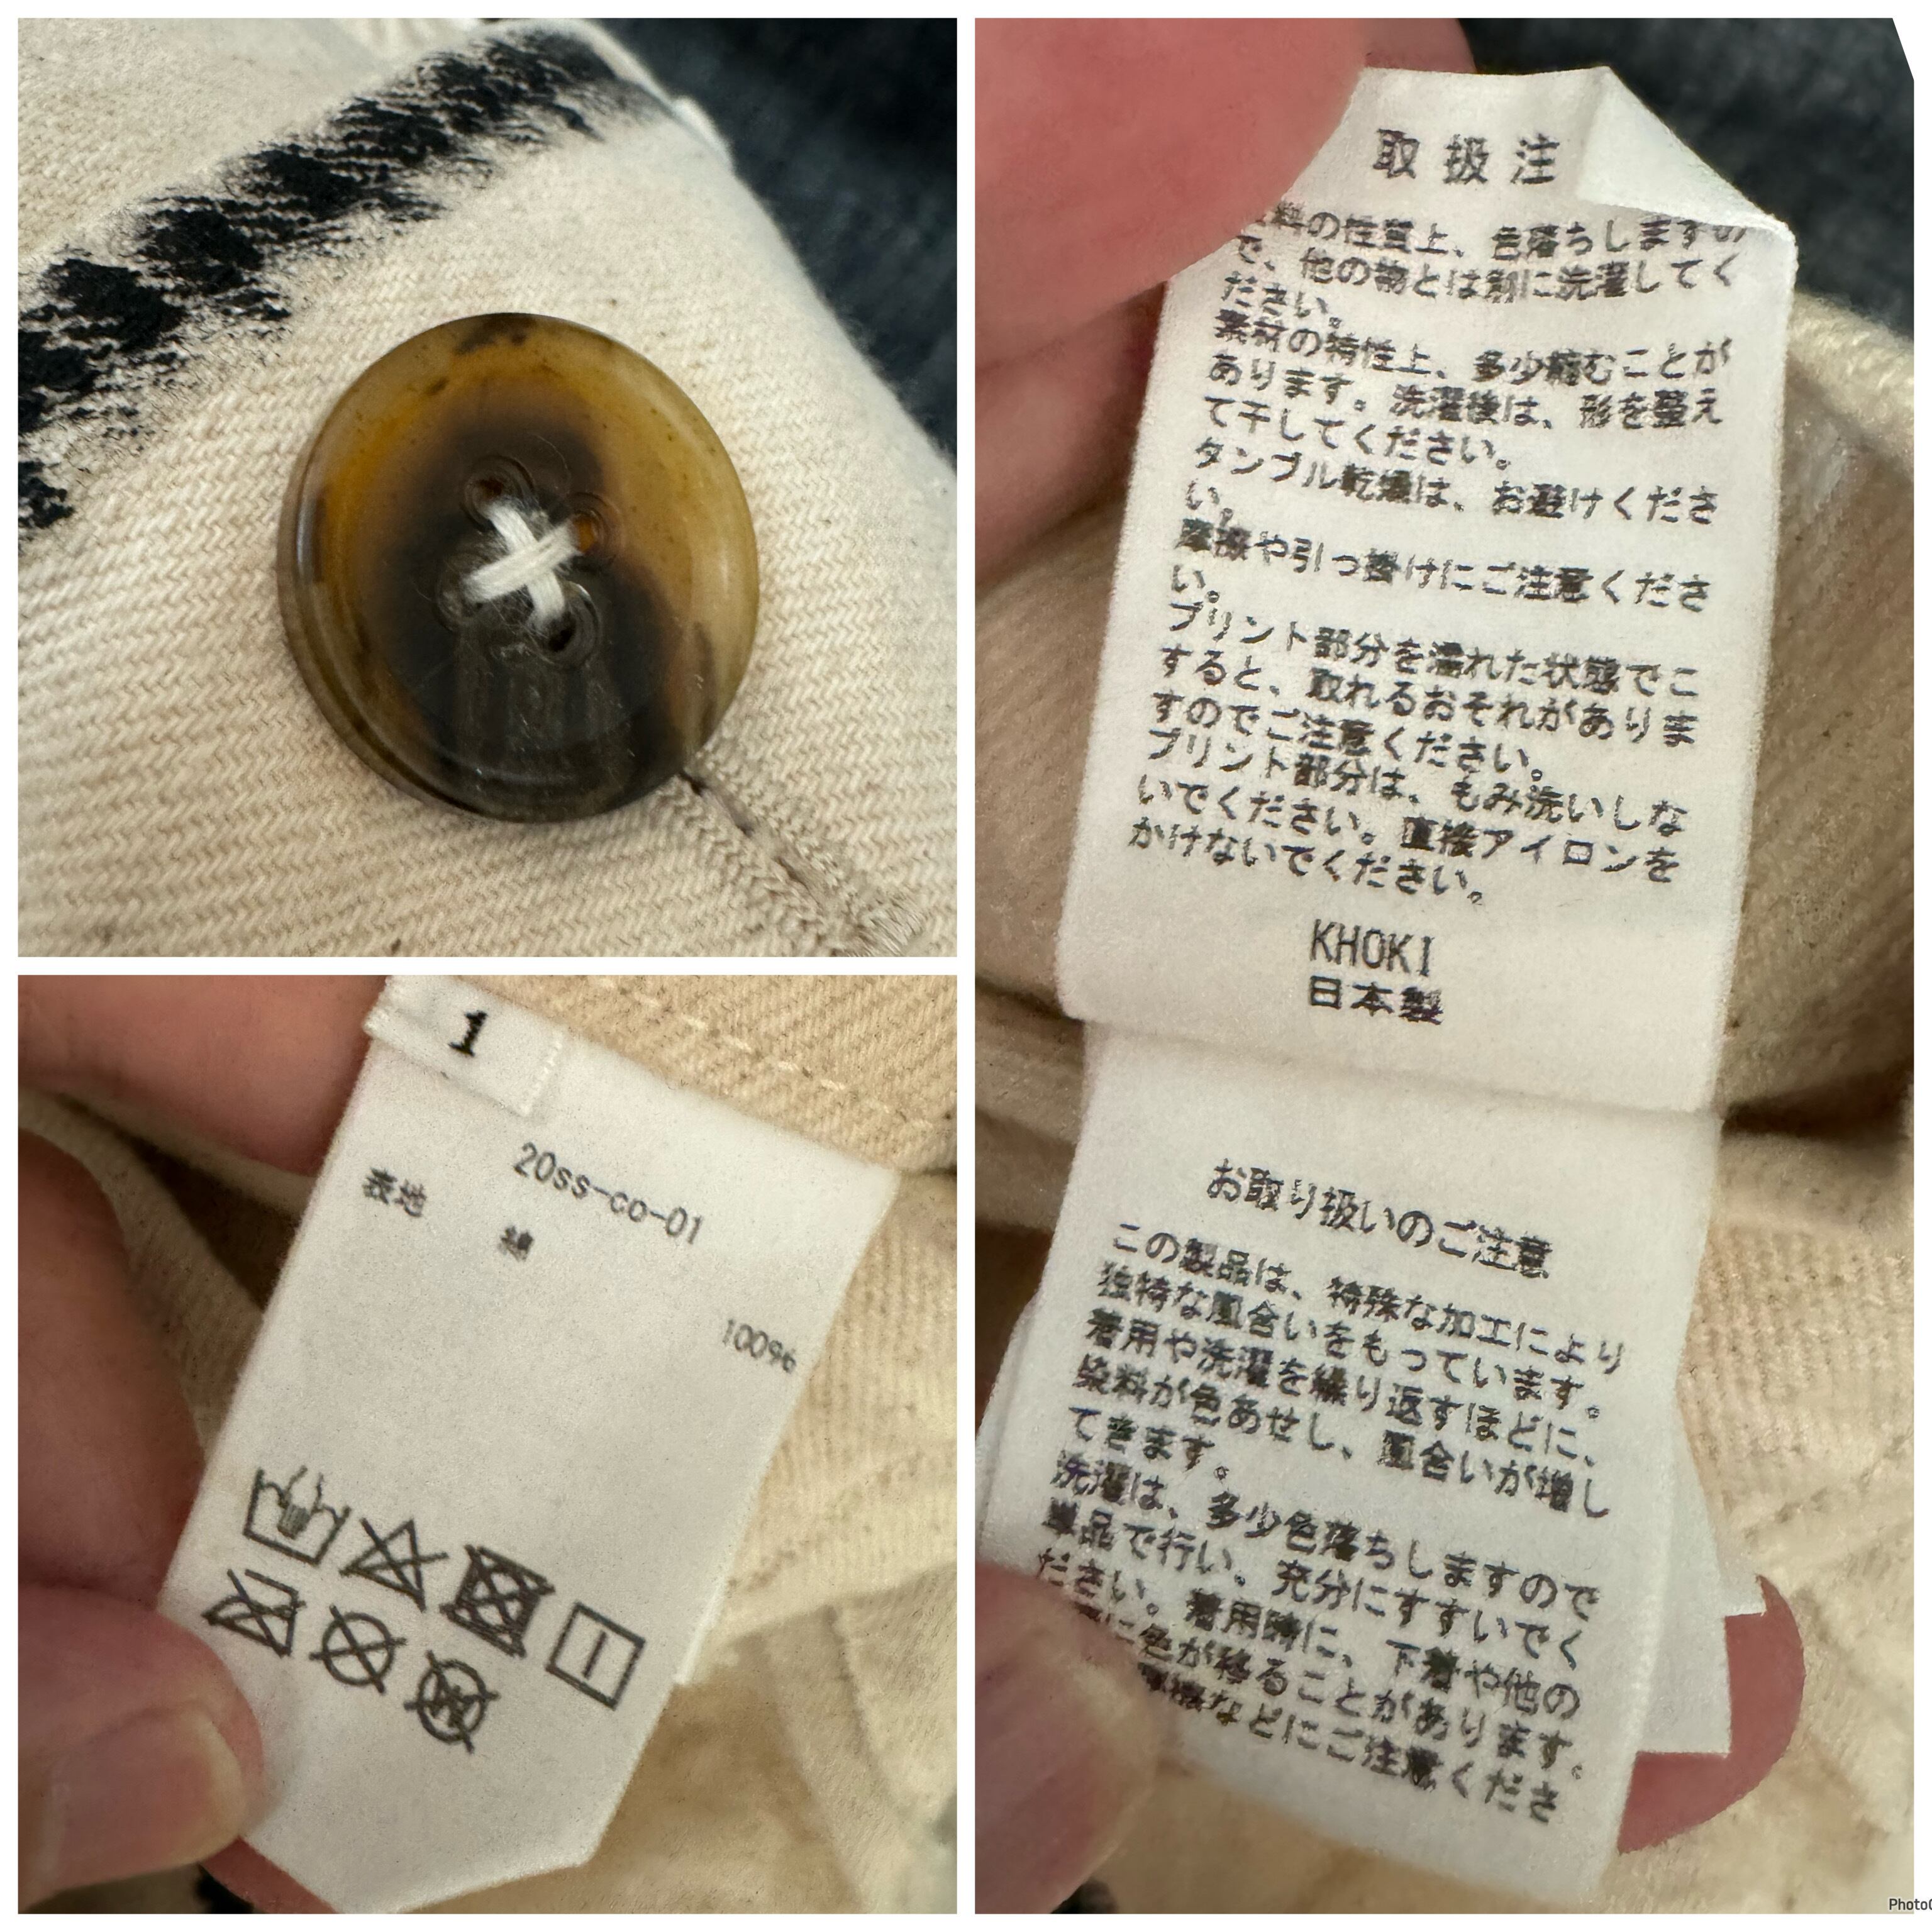 1
20ss-co-01
表地 綿
10096
取扱注
料の性質上、色落ちしますの
で、他の物とは別に洗濯してく
ださい。
素材の特性上、多少縮むことが
あります。洗濯後は、形を整え
て干してください。
タンブル乾燥は、お避けくださ
い。
摩擦や引っ掛けにご注意くださ
い。
プリント部分を濡れた状態でこ
すると、取れるおそれがありま
すのでご注意ください。
プリント部分は、もみ洗いしな
いでください。直接アイロンを
かけないでください。
KHOKI
日本製
お取り扱いのご注意
この製品は、特殊な加工により
独特な風合いをもっています。
着用や洗濯を繰り返すほどに、
染料が色あせし、風合いが増し
てきます。
洗濯は、多少色落ちしますので
単品で行い、充分にすすいでく
ださい。着用時に、下着や他の
に色が移ることがあります。
摩擦などにご注意くださ